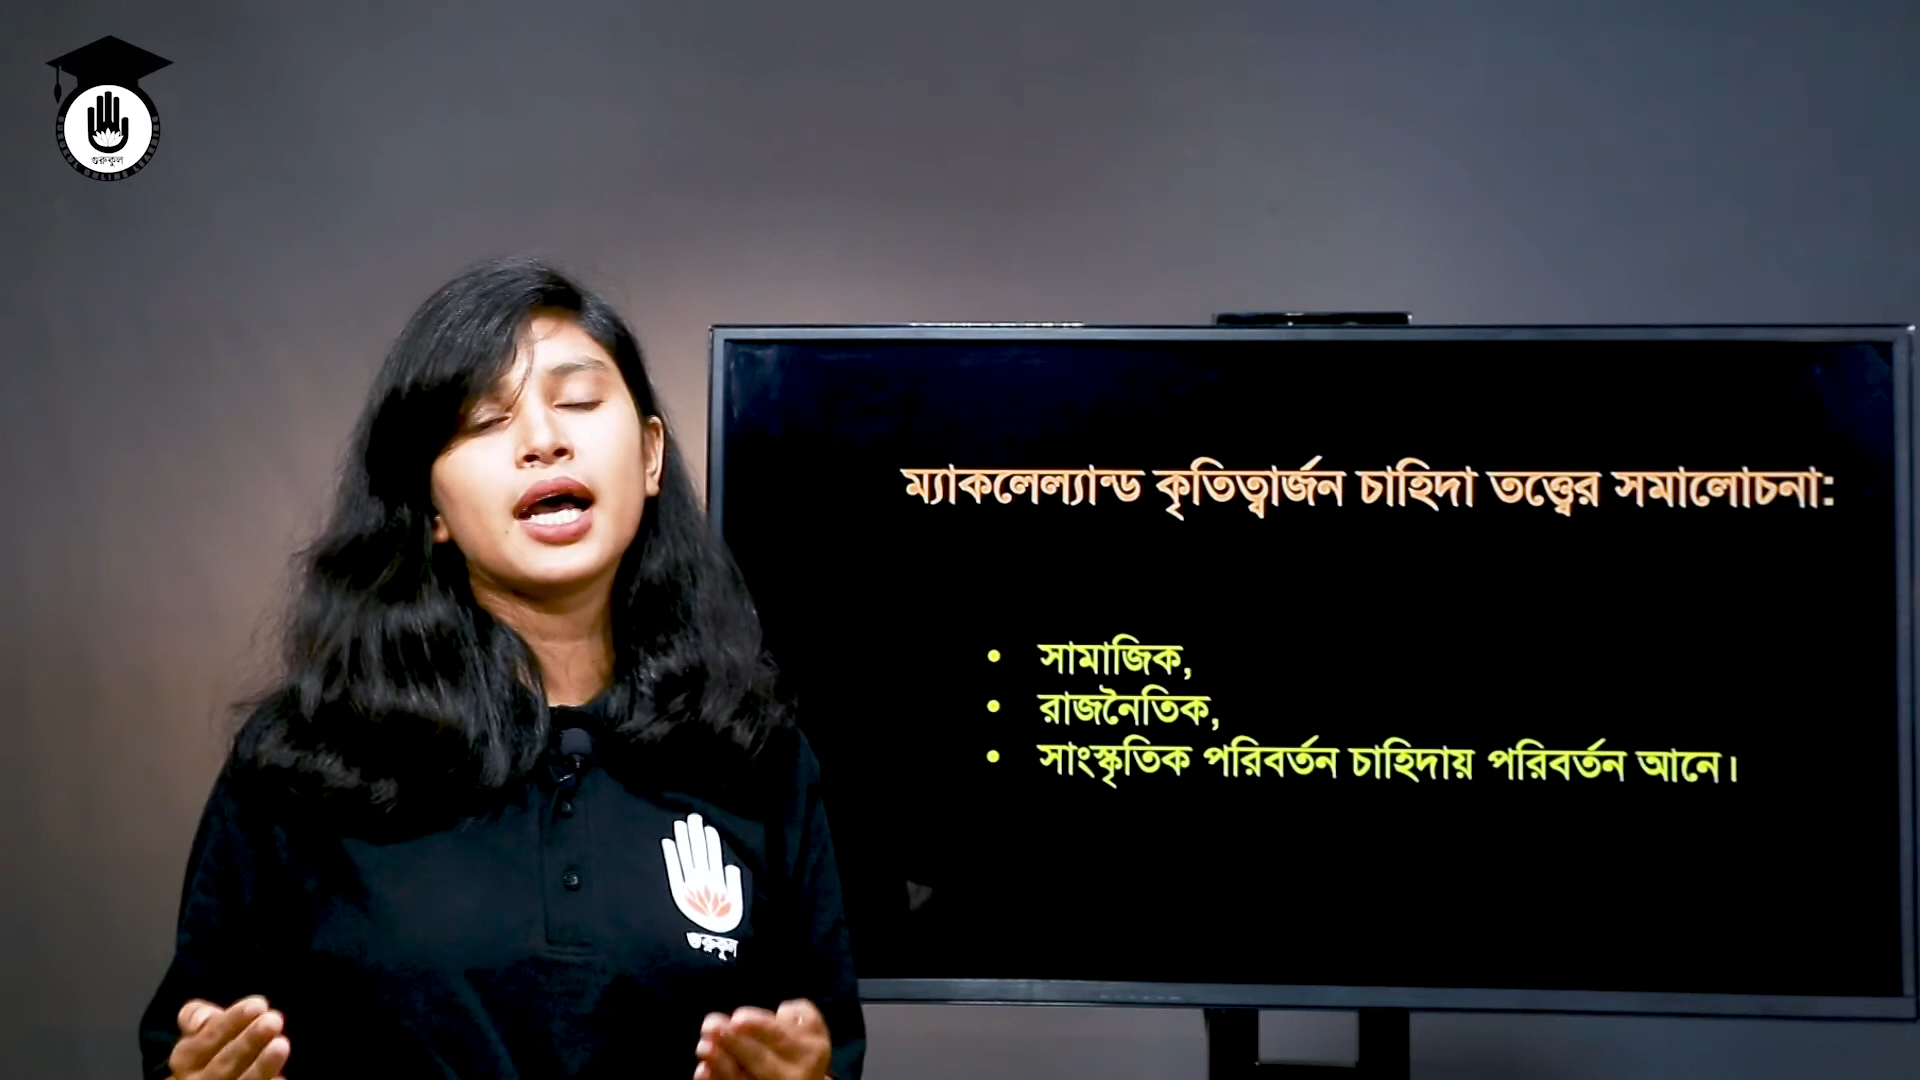 গুরুকুল
ম্যাকলেল্যান্ড কৃতিত্বার্জন চাহিদা তত্ত্বের সমালোচনা:
• সামাজিক,
• রাজনৈতিক,
• সাংস্কৃতিক পরিবর্তন চাহিদায় পরিবর্তন আনে।
গুরুকুল